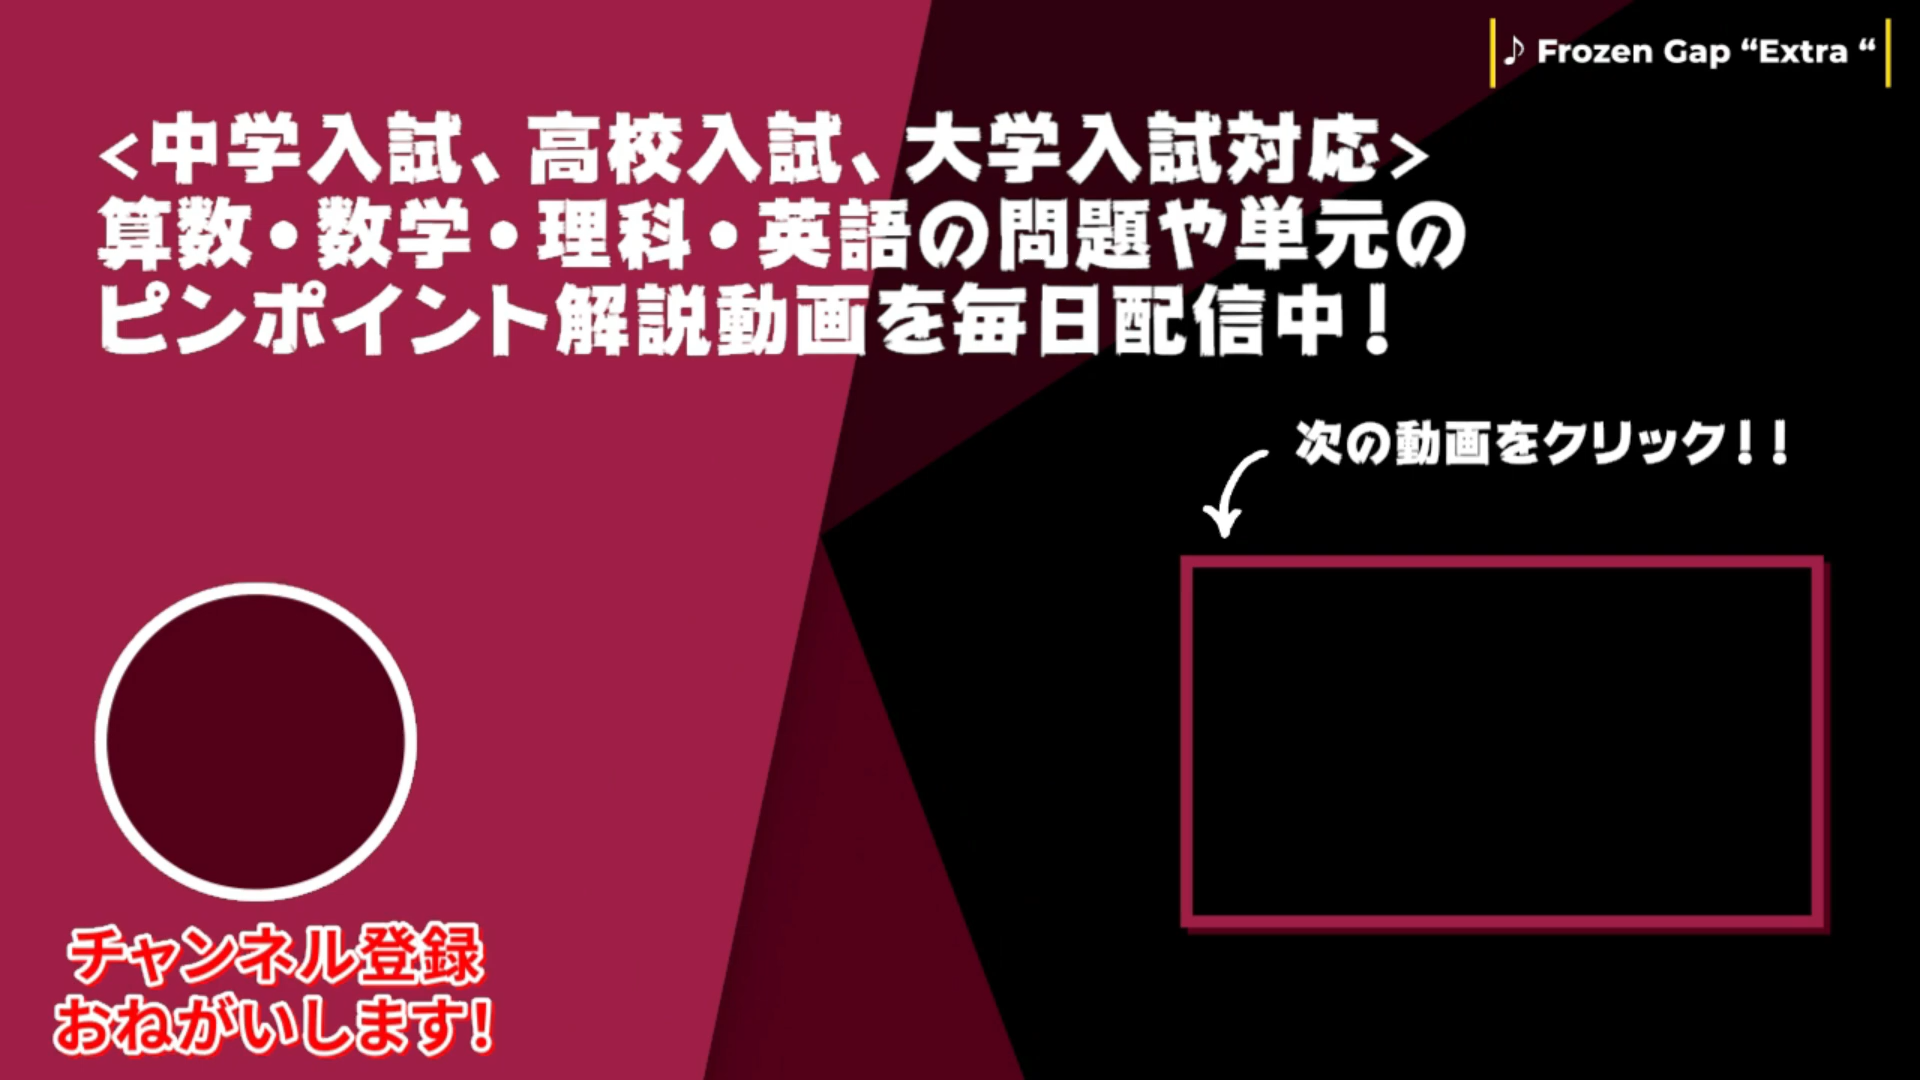 ♪ Frozen Gap “Extra “
<中学入試、高校入試、大学入試対応>
算数・数学・理科・英語の問題や単元の
ピンポイント解説動画を毎日配信中！
次の動画をクリック！！
チャンネル登録
おねがいします！